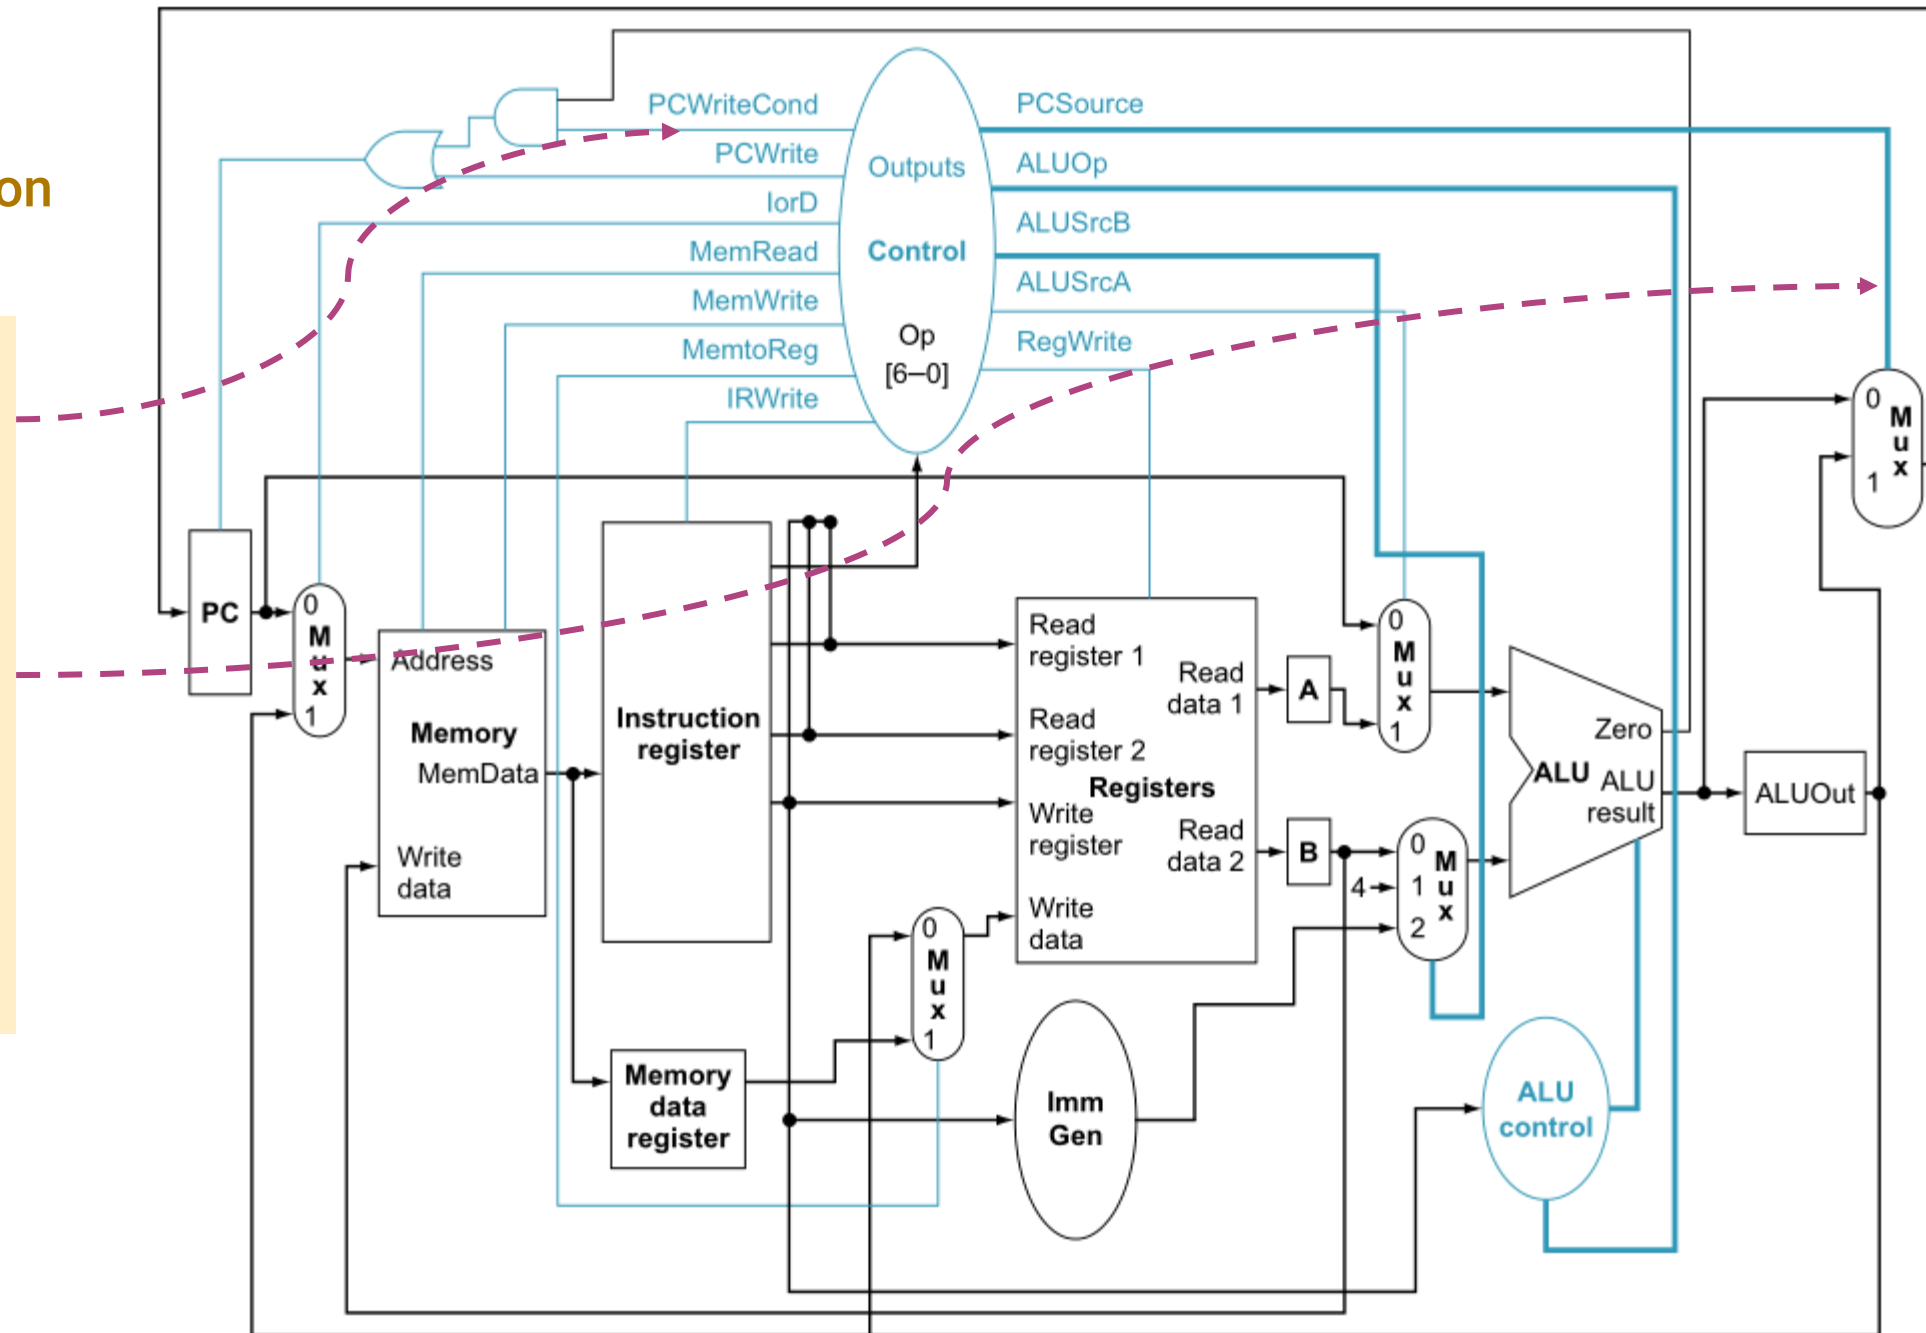 on
PCWriteCond
PCWrite
IorD
MemRead
MemWrite
MemtoReg
IRWrite
Outputs
Control
Op
[6–0]
PCSource
ALUOp
ALUSrcB
ALUSrcA
RegWrite
0
M
u
x
1
PC
0
M
u
x
1
Address
Memory
MemData
Write
data
Instruction
register
Memory
data
register
0
M
u
x
1
Read
register 1
Read
register 2
Registers
Write
register
Write
data
Read
data 1
Read
data 2
Imm
Gen
A
B
4
0
M
u
x
1
0
1
2
M
u
x
Zero
ALU
ALU
result
ALUOut
ALU
control